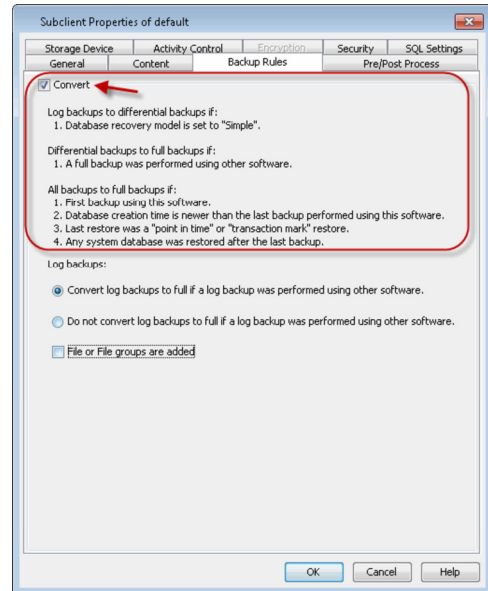 Subclient Properties of default
Storage Device Activity Control Encryption Security SQL Settings
General Content Backup Rules Pre/Post Process
Convert
Log backups to differential backups if:
1. Database recovery model is set to "Simple".
Differential backups to full backups if:
1. A full backup was performed using other software.
All backups to full backups if:
1. First backup using this software.
2. Database creation time is newer than the last backup performed using this software.
3. Last restore was a "point in time" or "transaction mark" restore.
4. Any system database was restored after the last backup.
Log backups:
Convert log backups to full if a log backup was performed using other software.
Do not convert log backups to full if a log backup was performed using other software.
File or File groups are added
OK Cancel Help